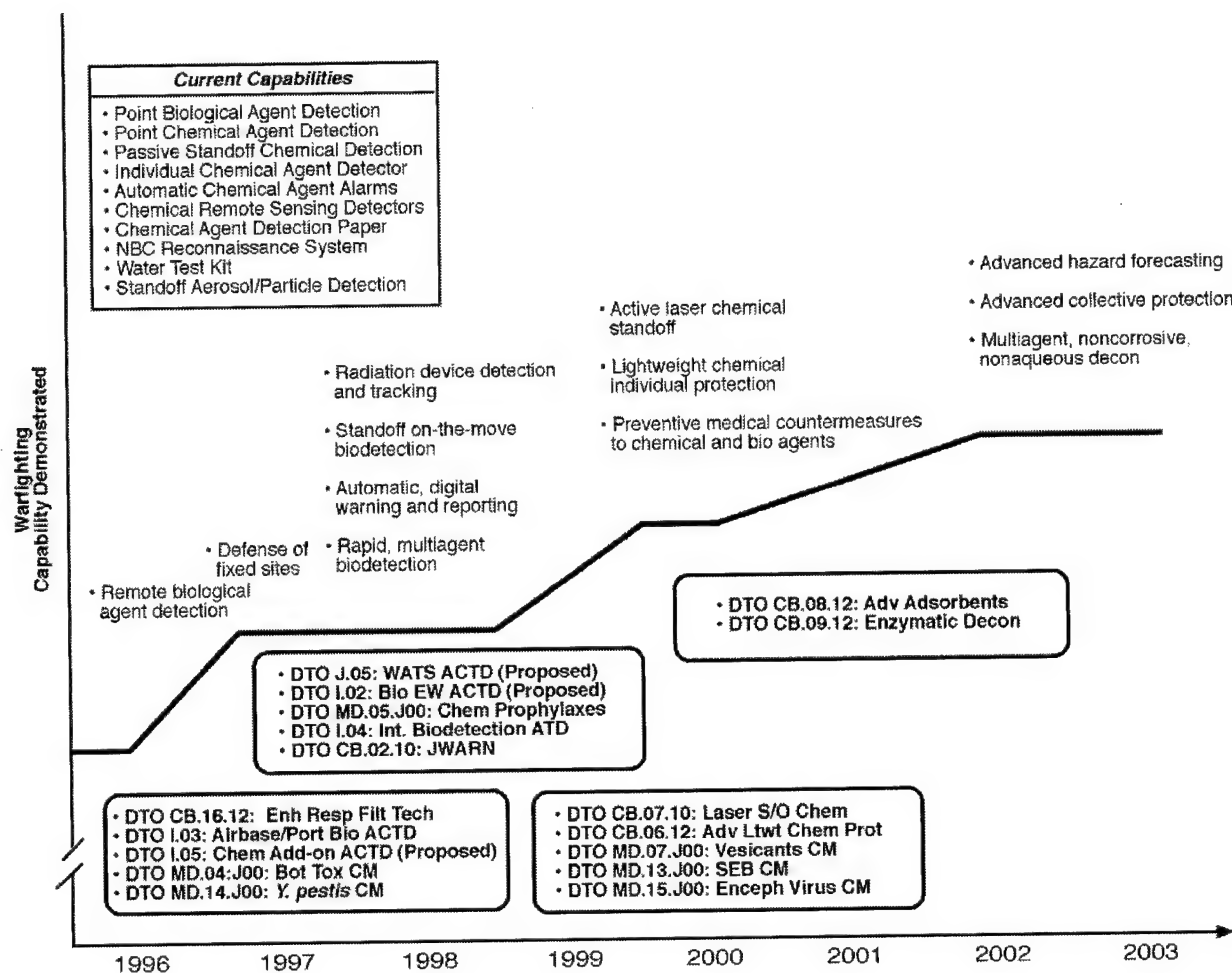 Current Capabilities
• Point Biological Agent Detection
• Point Chemical Agent Detection
• Passive Standoff Chemical Detection
• Individual Chemical Agent Detector
• Automatic Chemical Agent Alarms
• Chemical Remote Sensing Detectors
• Chemical Agent Detection Paper
• NBC Reconnaissance System
• Water Test Kit
• Standoff Aerosol/Particle Detection
Warfighting
Capability Demonstrated
• Remote biological
agent detection
• Defense of
fixed sites
• Radiation device detection
and tracking
• Standoff on-the-move
biodetection
• Automatic, digital
warning and reporting
• Rapid, multiagent
biodetection
• Active laser chemical
standoff
• Lightweight chemical
individual protection
• Preventive medical countermeasures
to chemical and bio agents
• Advanced hazard forecasting
• Advanced collective protection
• Multiagent, noncorrosive,
nonaqueous decon
• DTO CB.08.12: Adv Adsorbents
• DTO CB.09.12: Enzymatic Decon
• DTO J.05: WATS ACTD (Proposed)
• DTO I.02: Bio EW ACTD (Proposed)
• DTO MD.05.J00: Chem Prophylaxes
• DTO I.04: Int. Biodetection ATD
• DTO CB.02.10: JWARN
• DTO CB.16.12: Enh Resp Filt Tech
• DTO I.03: Airbase/Port Bio ACTD
• DTO I.05: Chem Add-on ACTD (Proposed)
• DTO MD.04:J00: Bot Tox CM
• DTO MD.14.J00: Y. pestis CM
• DTO CB.07.10: Laser S/O Chem
• DTO CB.06.12: Adv Ltwt Chem Prot
• DTO MD.07.J00: Vesicants CM
• DTO MD.13.J00: SEB CM
• DTO MD.15.J00: Enceph Virus CM
1996 1997 1998 1999 2000 2001 2002 2003